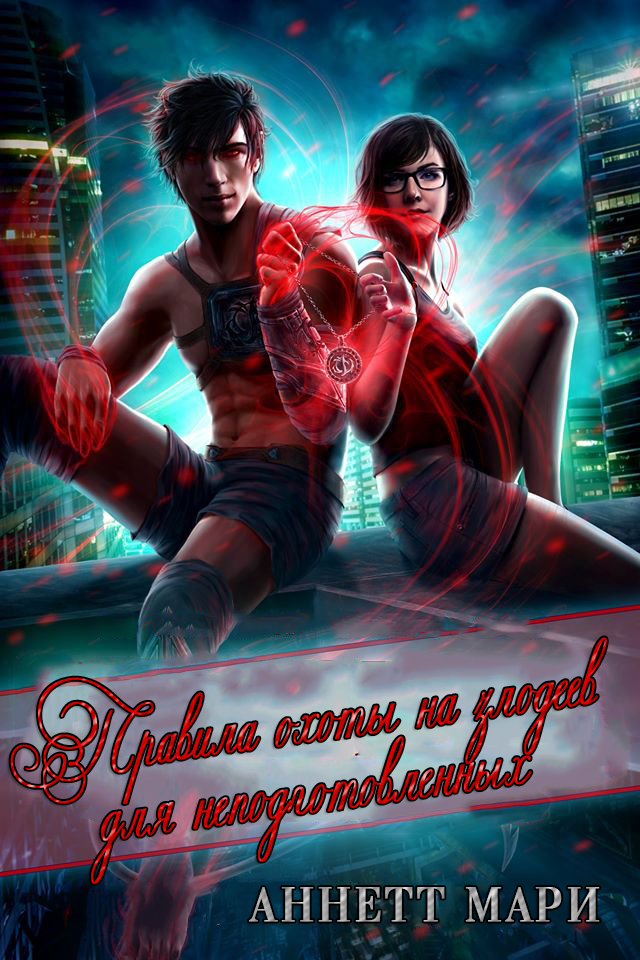 Правила охоты на злодеев
для неподготовленных
АННЕТТ МАРИ